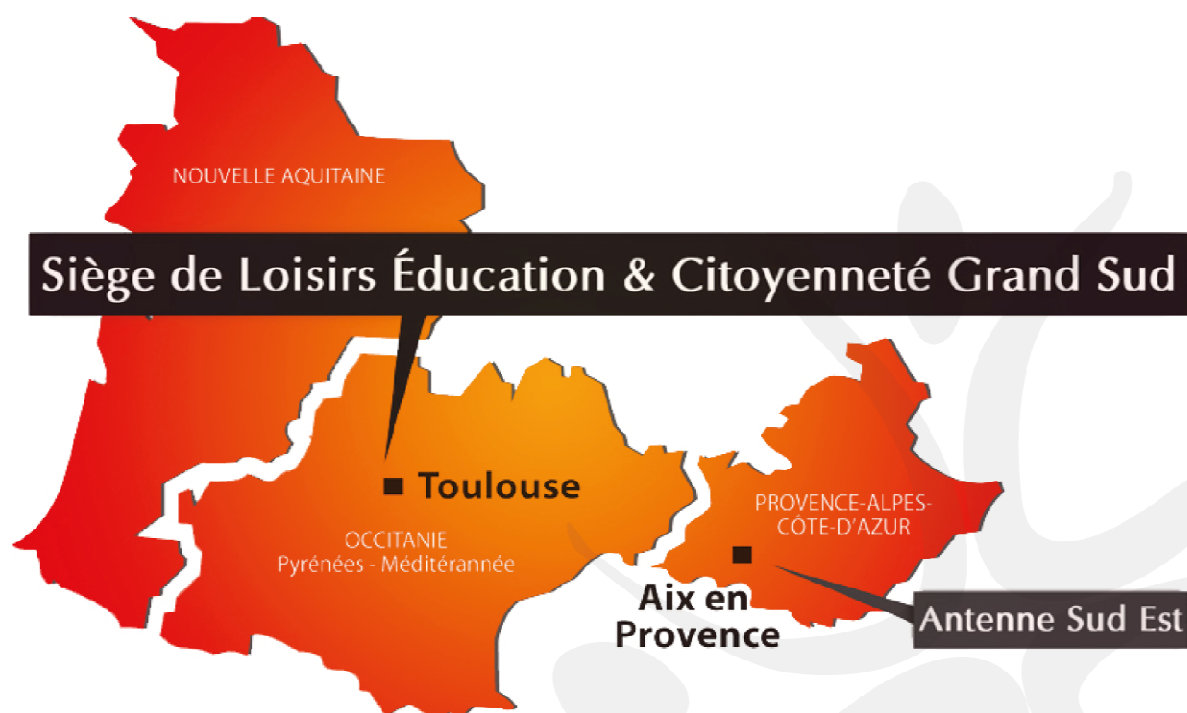 NOUVELLE AQUITAINE
Siège de Loisirs Éducation & Citoyenneté Grand Sud
Toulouse
OCCITANIE
Pyrénées - Méditérannée
PROVENCE-ALPES-
CÔTE-D'AZUR
Aix en
Provence
Antenne Sud Est